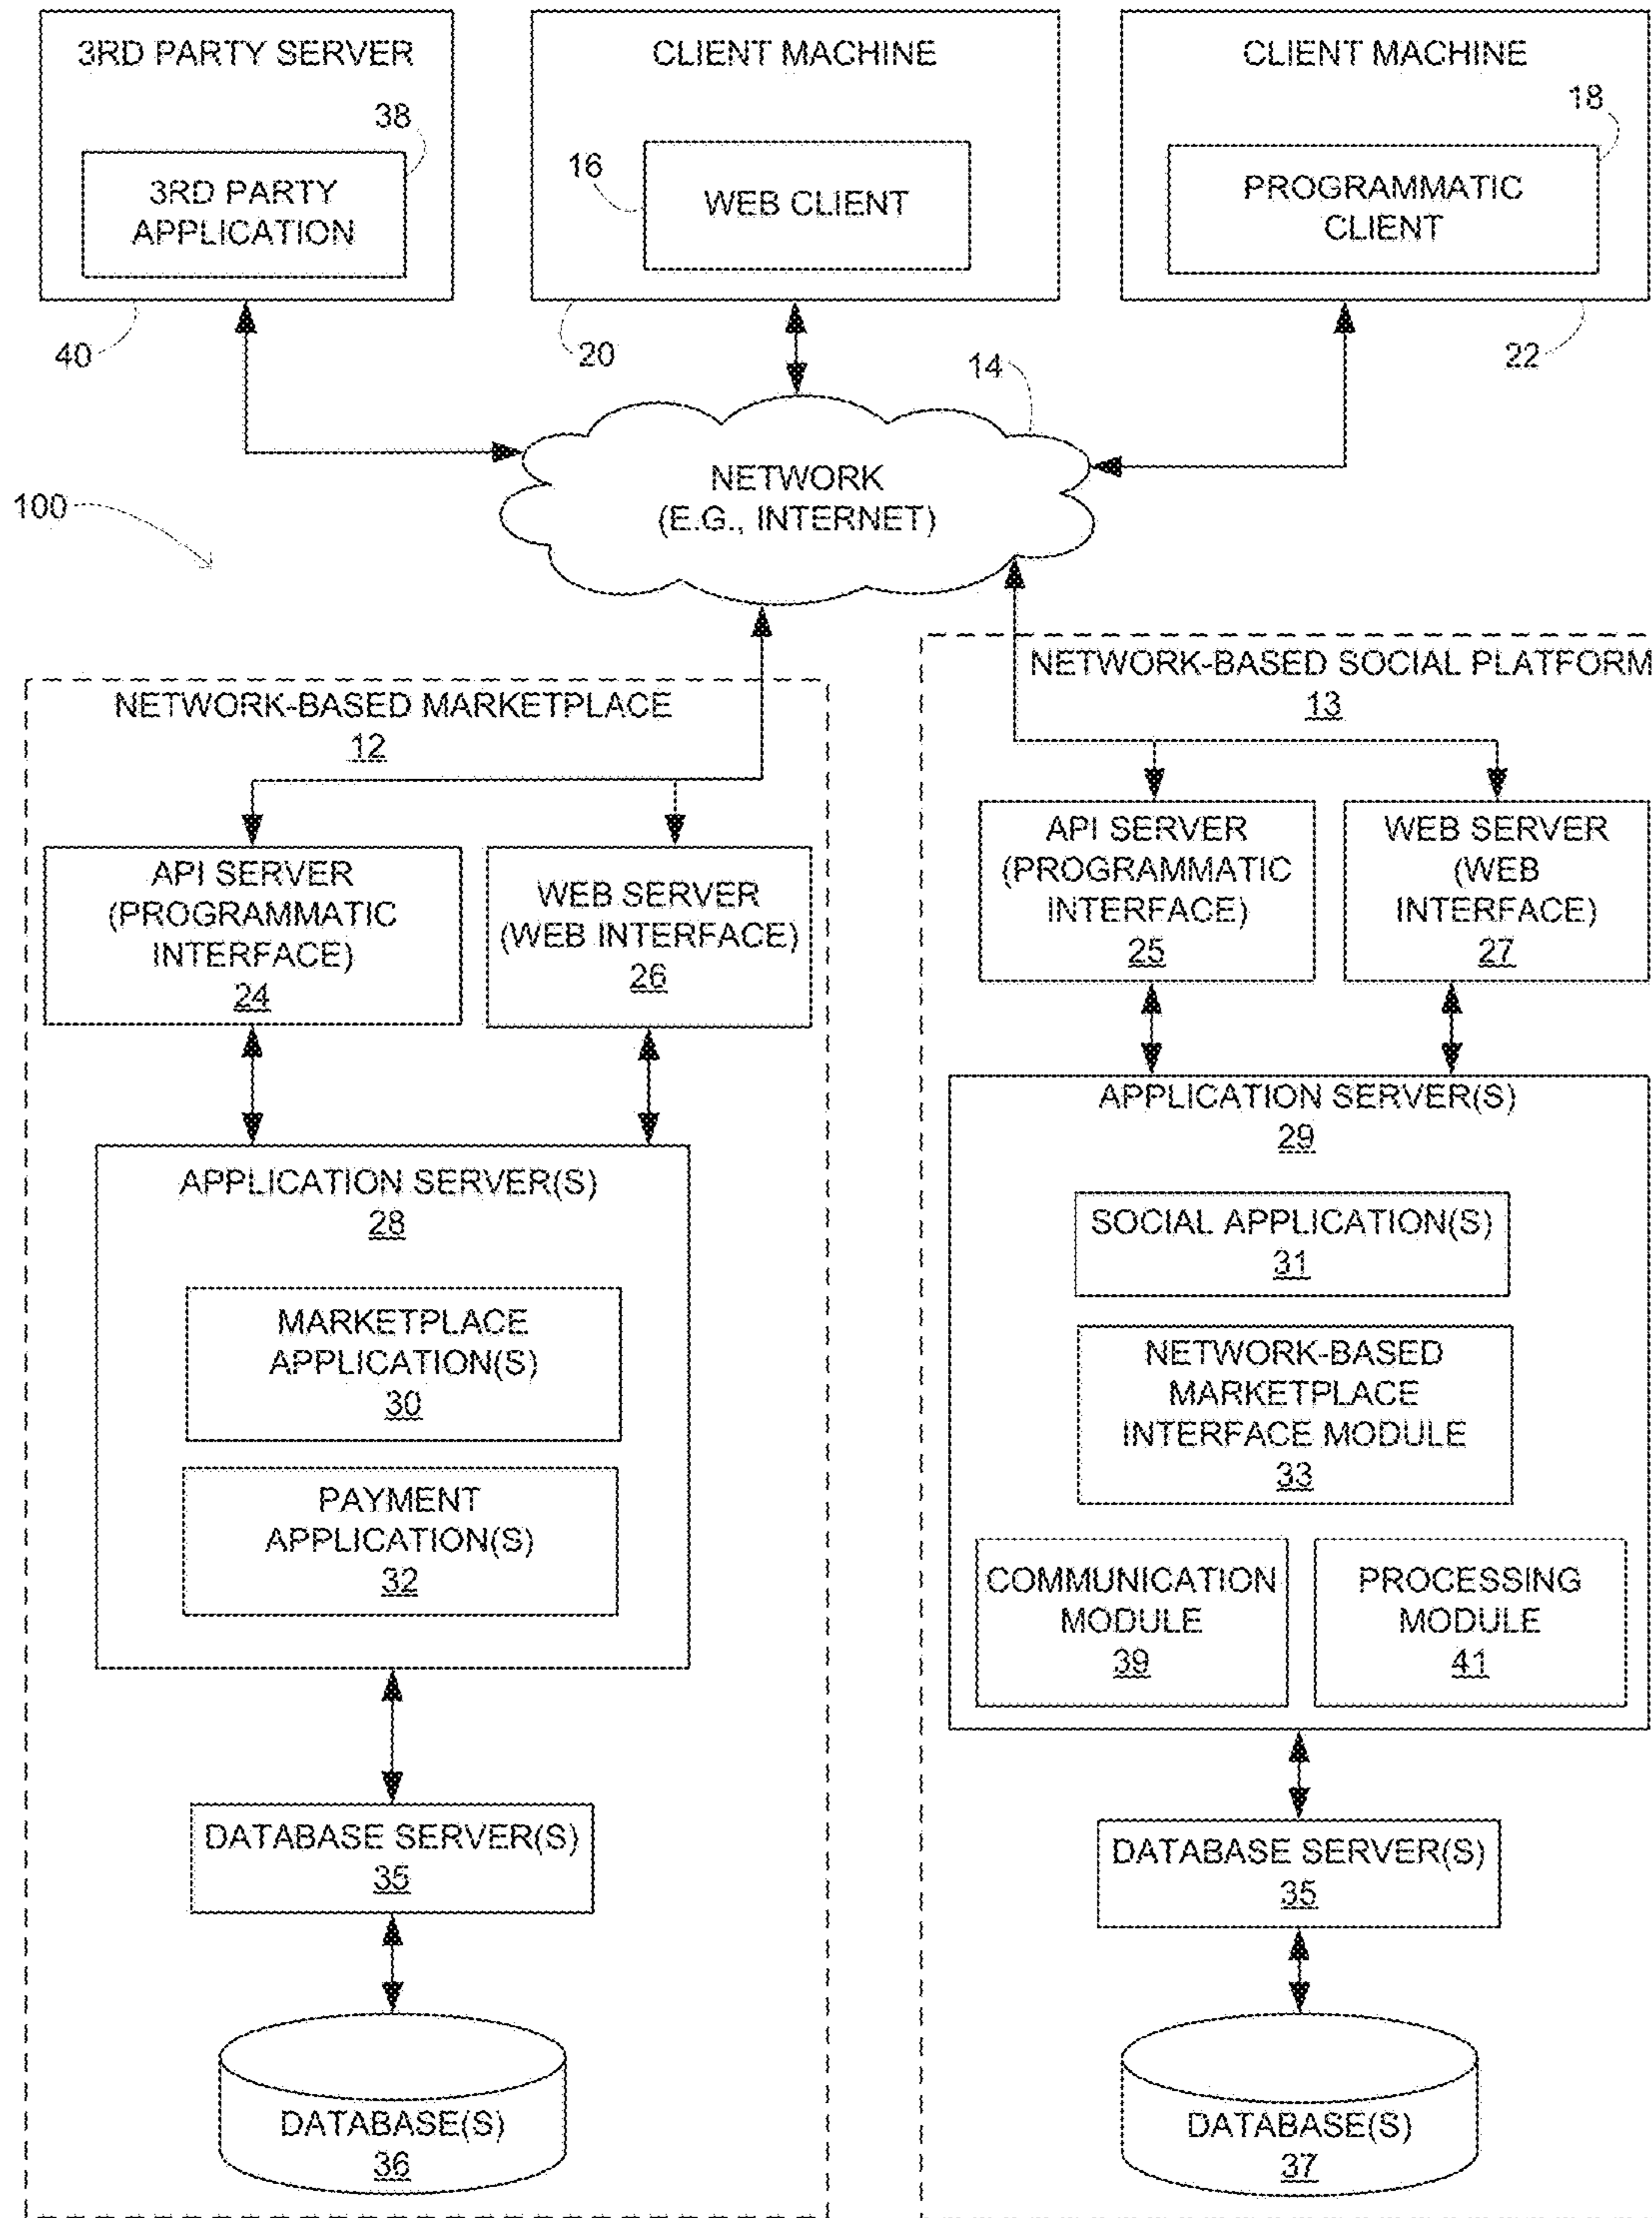 3RD PARTY SERVER
38
3RD PARTY
APPLICATION
40
CLIENT MACHINE
16
WEB CLIENT
20
CLIENT MACHINE
18
PROGRAMMATIC
CLIENT
22
14
NETWORK
(E.G., INTERNET)
100
NETWORK-BASED MARKETPLACE
12
API SERVER
(PROGRAMMATIC
INTERFACE)
24
WEB SERVER
(WEB INTERFACE)
26
APPLICATION SERVER(S)
28
MARKETPLACE
APPLICATION(S)
30
PAYMENT
APPLICATION(S)
32
DATABASE SERVER(S)
35
DATABASE(S)
36
NETWORK-BASED SOCIAL PLATFORM
13
API SERVER
(PROGRAMMATIC
INTERFACE)
25
WEB SERVER
(WEB
INTERFACE)
27
APPLICATION SERVER(S)
29
SOCIAL APPLICATION(S)
31
NETWORK-BASED
MARKETPLACE
INTERFACE MODULE
33
COMMUNICATION
MODULE
39
PROCESSING
MODULE
41
DATABASE SERVER(S)
35
DATABASE(S)
37